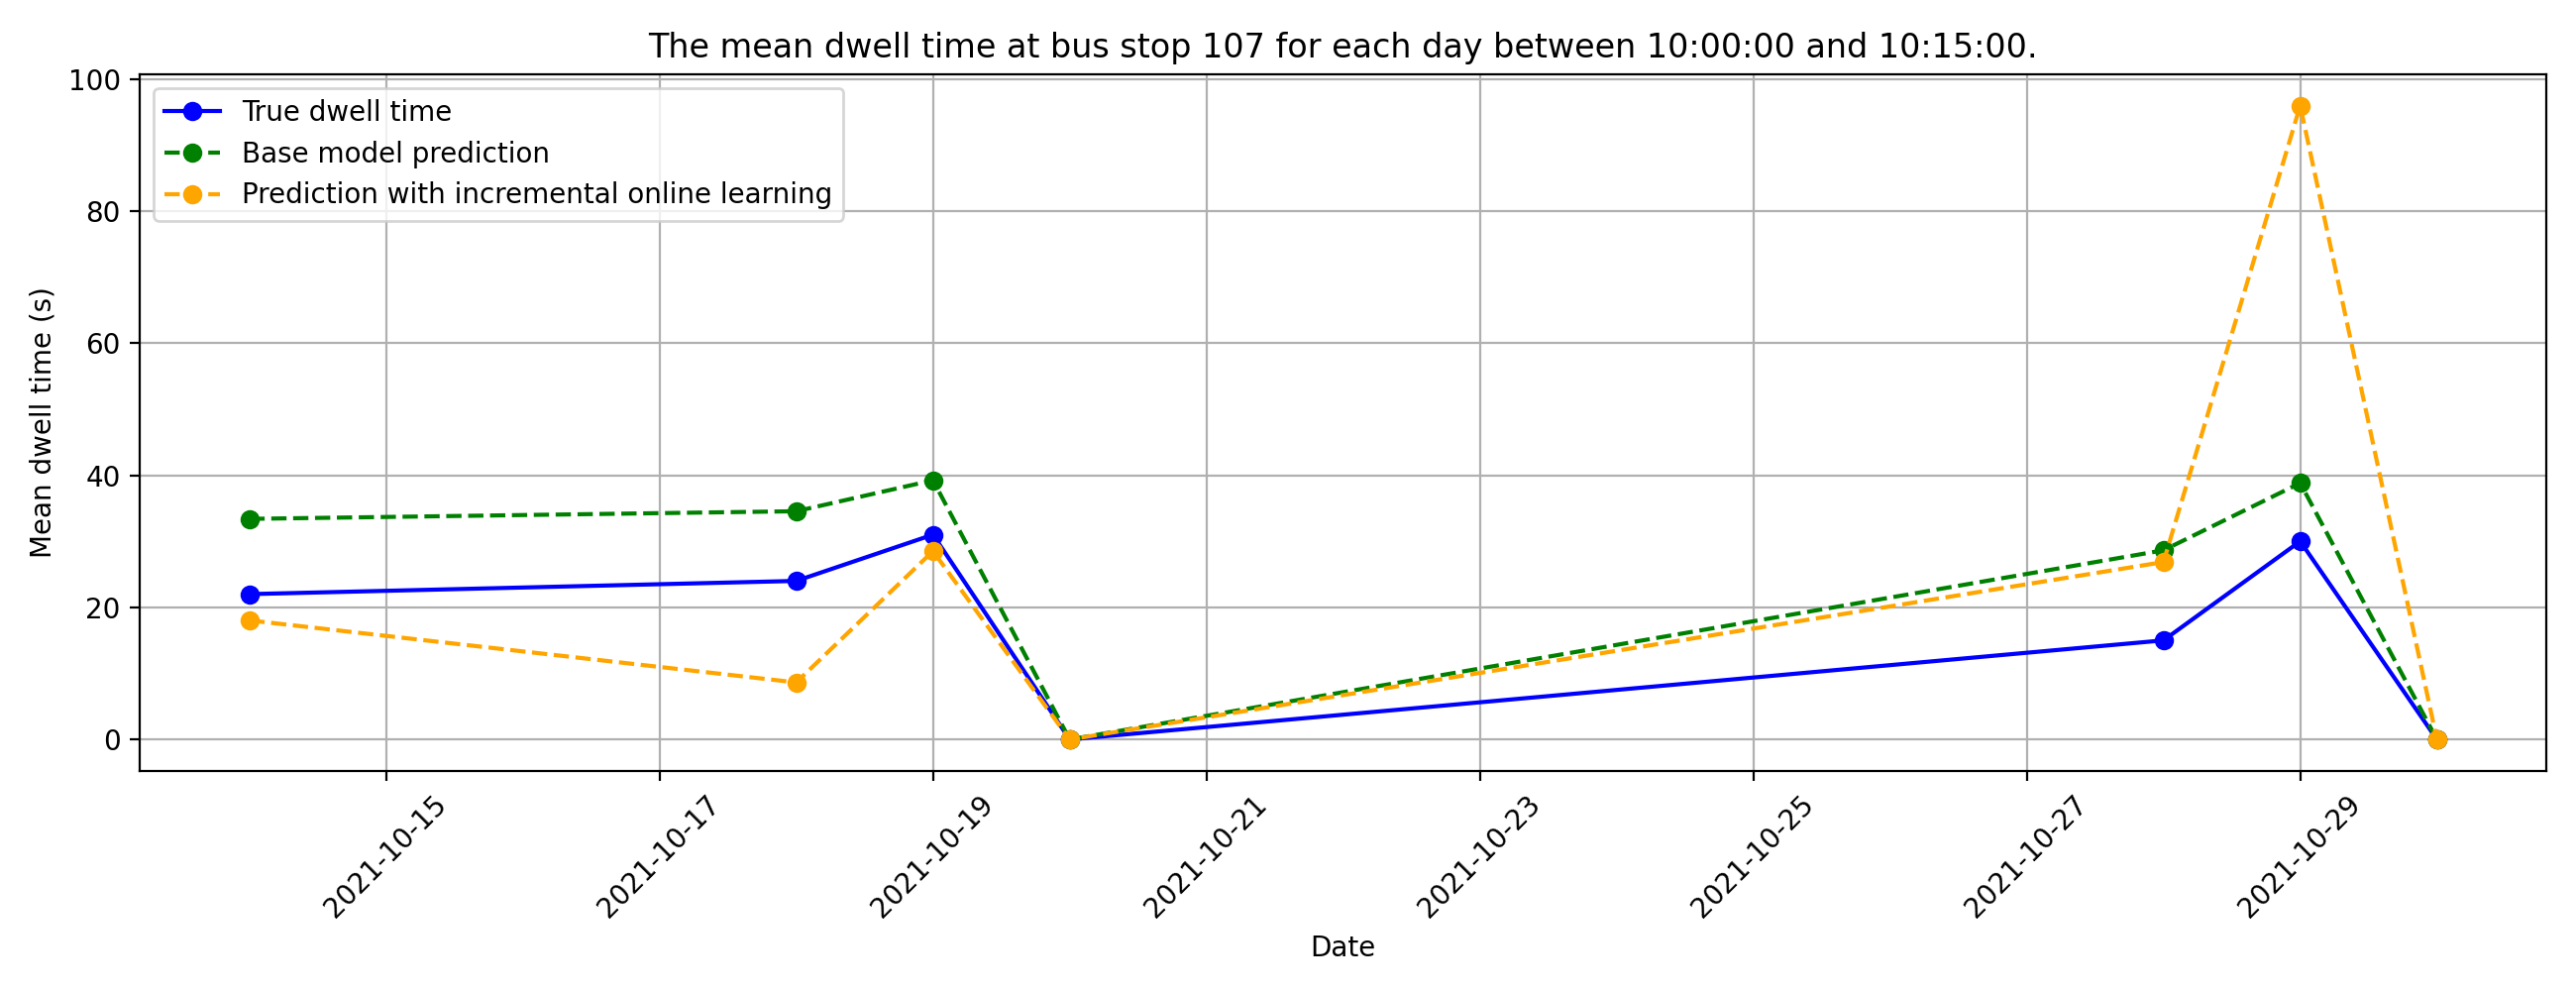 The mean dwell time at bus stop 107 for each day between 10:00:00 and 10:15:00.
True dwell time
Base model prediction
Prediction with incremental online learning
Mean dwell time (s)
100
80
60
40
20
0
2021-10-15
2021-10-17
2021-10-19
2021-10-21
2021-10-23
2021-10-25
2021-10-27
2021-10-29
Date